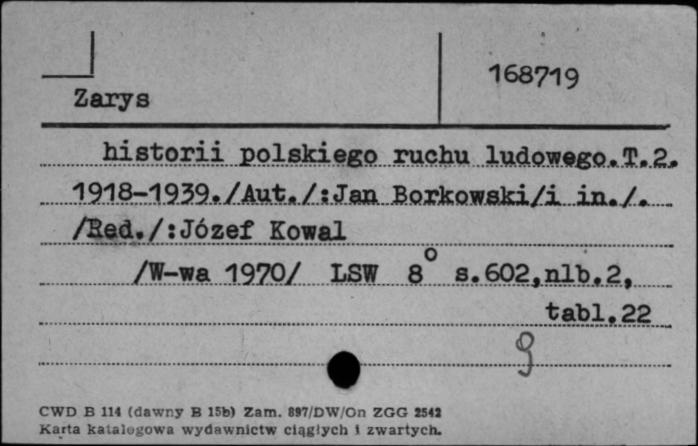 168719
Zarys
historii polskiego ruchu ludowego.T.2.
1918-1939./Aut./:Jan Borkowski/i in./.
/Red./:Józef Kowal
/W-wa 1970/ LSW 8° s.602,nlb.2,
tabl.22
9
CWD B 114 (dawny B 15b) Zam. 897/DW/On ZGG 2542
Karta katalogowa wydawnictw ciągłych i zwartych.